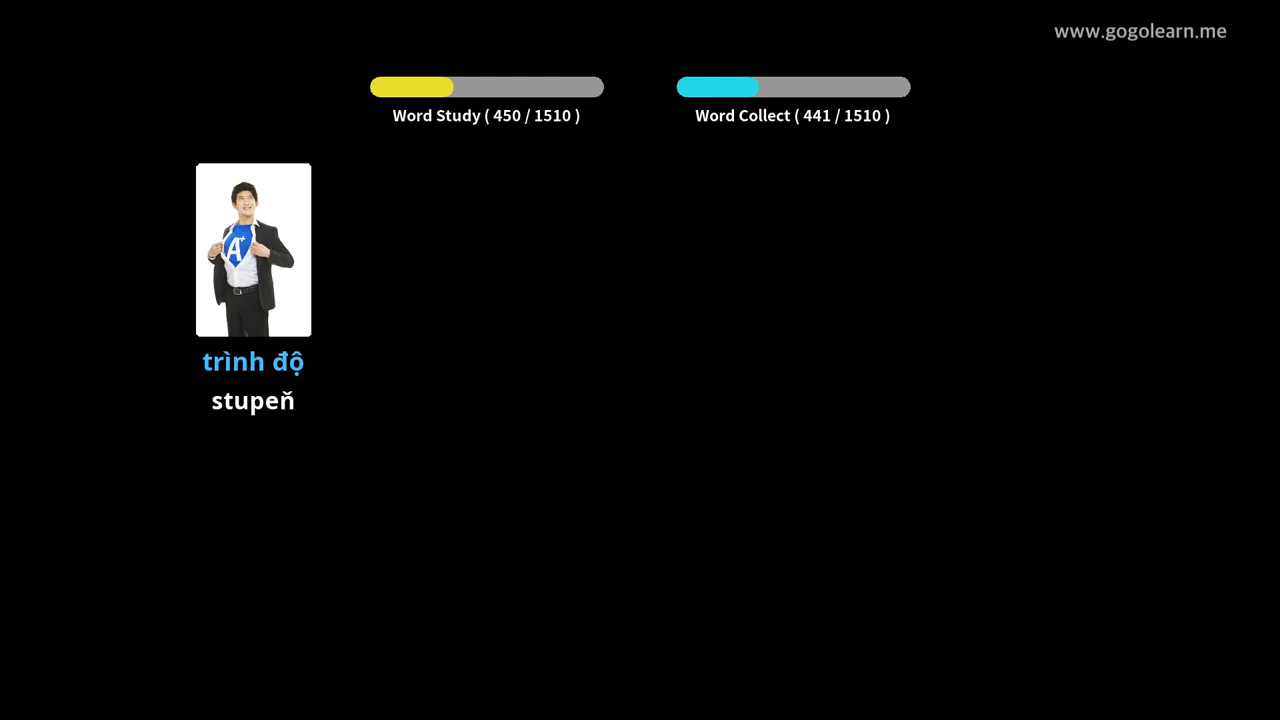 www.gogolearn.me
Word Study ( 450 / 1510 )
Word Collect ( 441 / 1510 )
A+
trình độ
stupeň